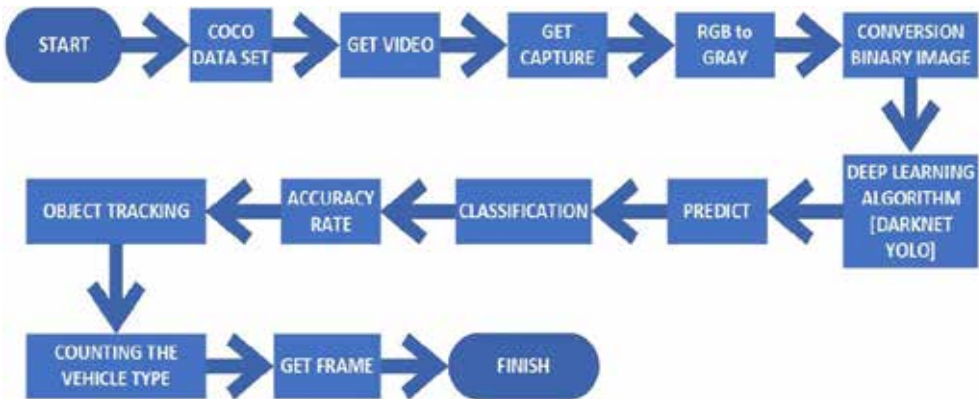 START
COCO
DATA SET
GET VIDEO
GET
CAPTURE
RGB to
GRAY
CONVERSION
BINARY IMAGE
DEEP LEARNING
ALGORITHM
[DARKNET
YOLO]
PREDICT
CLASSIFICATION
ACCURACY
RATE
OBJECT TRACKING
COUNTING THE
VEHICLE TYPE
GET FRAME
FINISH